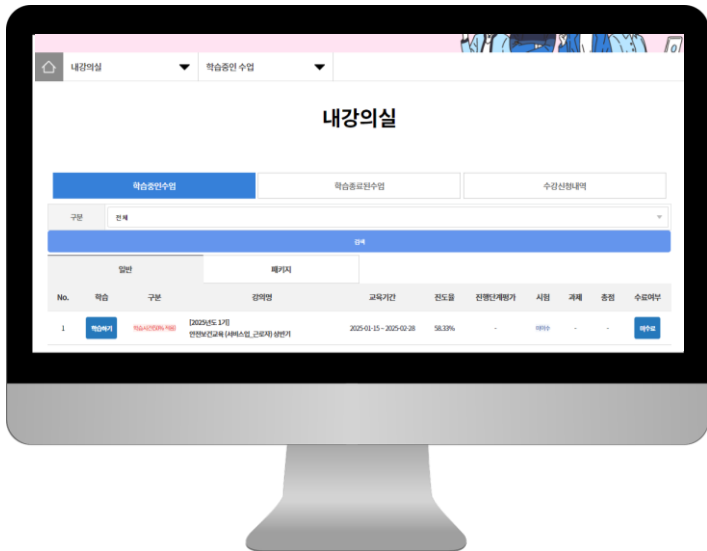 내강의실 학습중인 수업
내강의실
학습중인수업 학습종료된수업 수강신청내역
구분 전체
검색
일반 패키지
No. 학습 구분 강의명 교육기간 진도율 진행단계평가 시험 과제 총점 수료여부
1 학습하기 [2025년도 1기] 2025-01-15 ~ 2025-02-28 58.33% - 미응시 - - 미수료
안전보건교육 (서비스업_근로자) 상반기